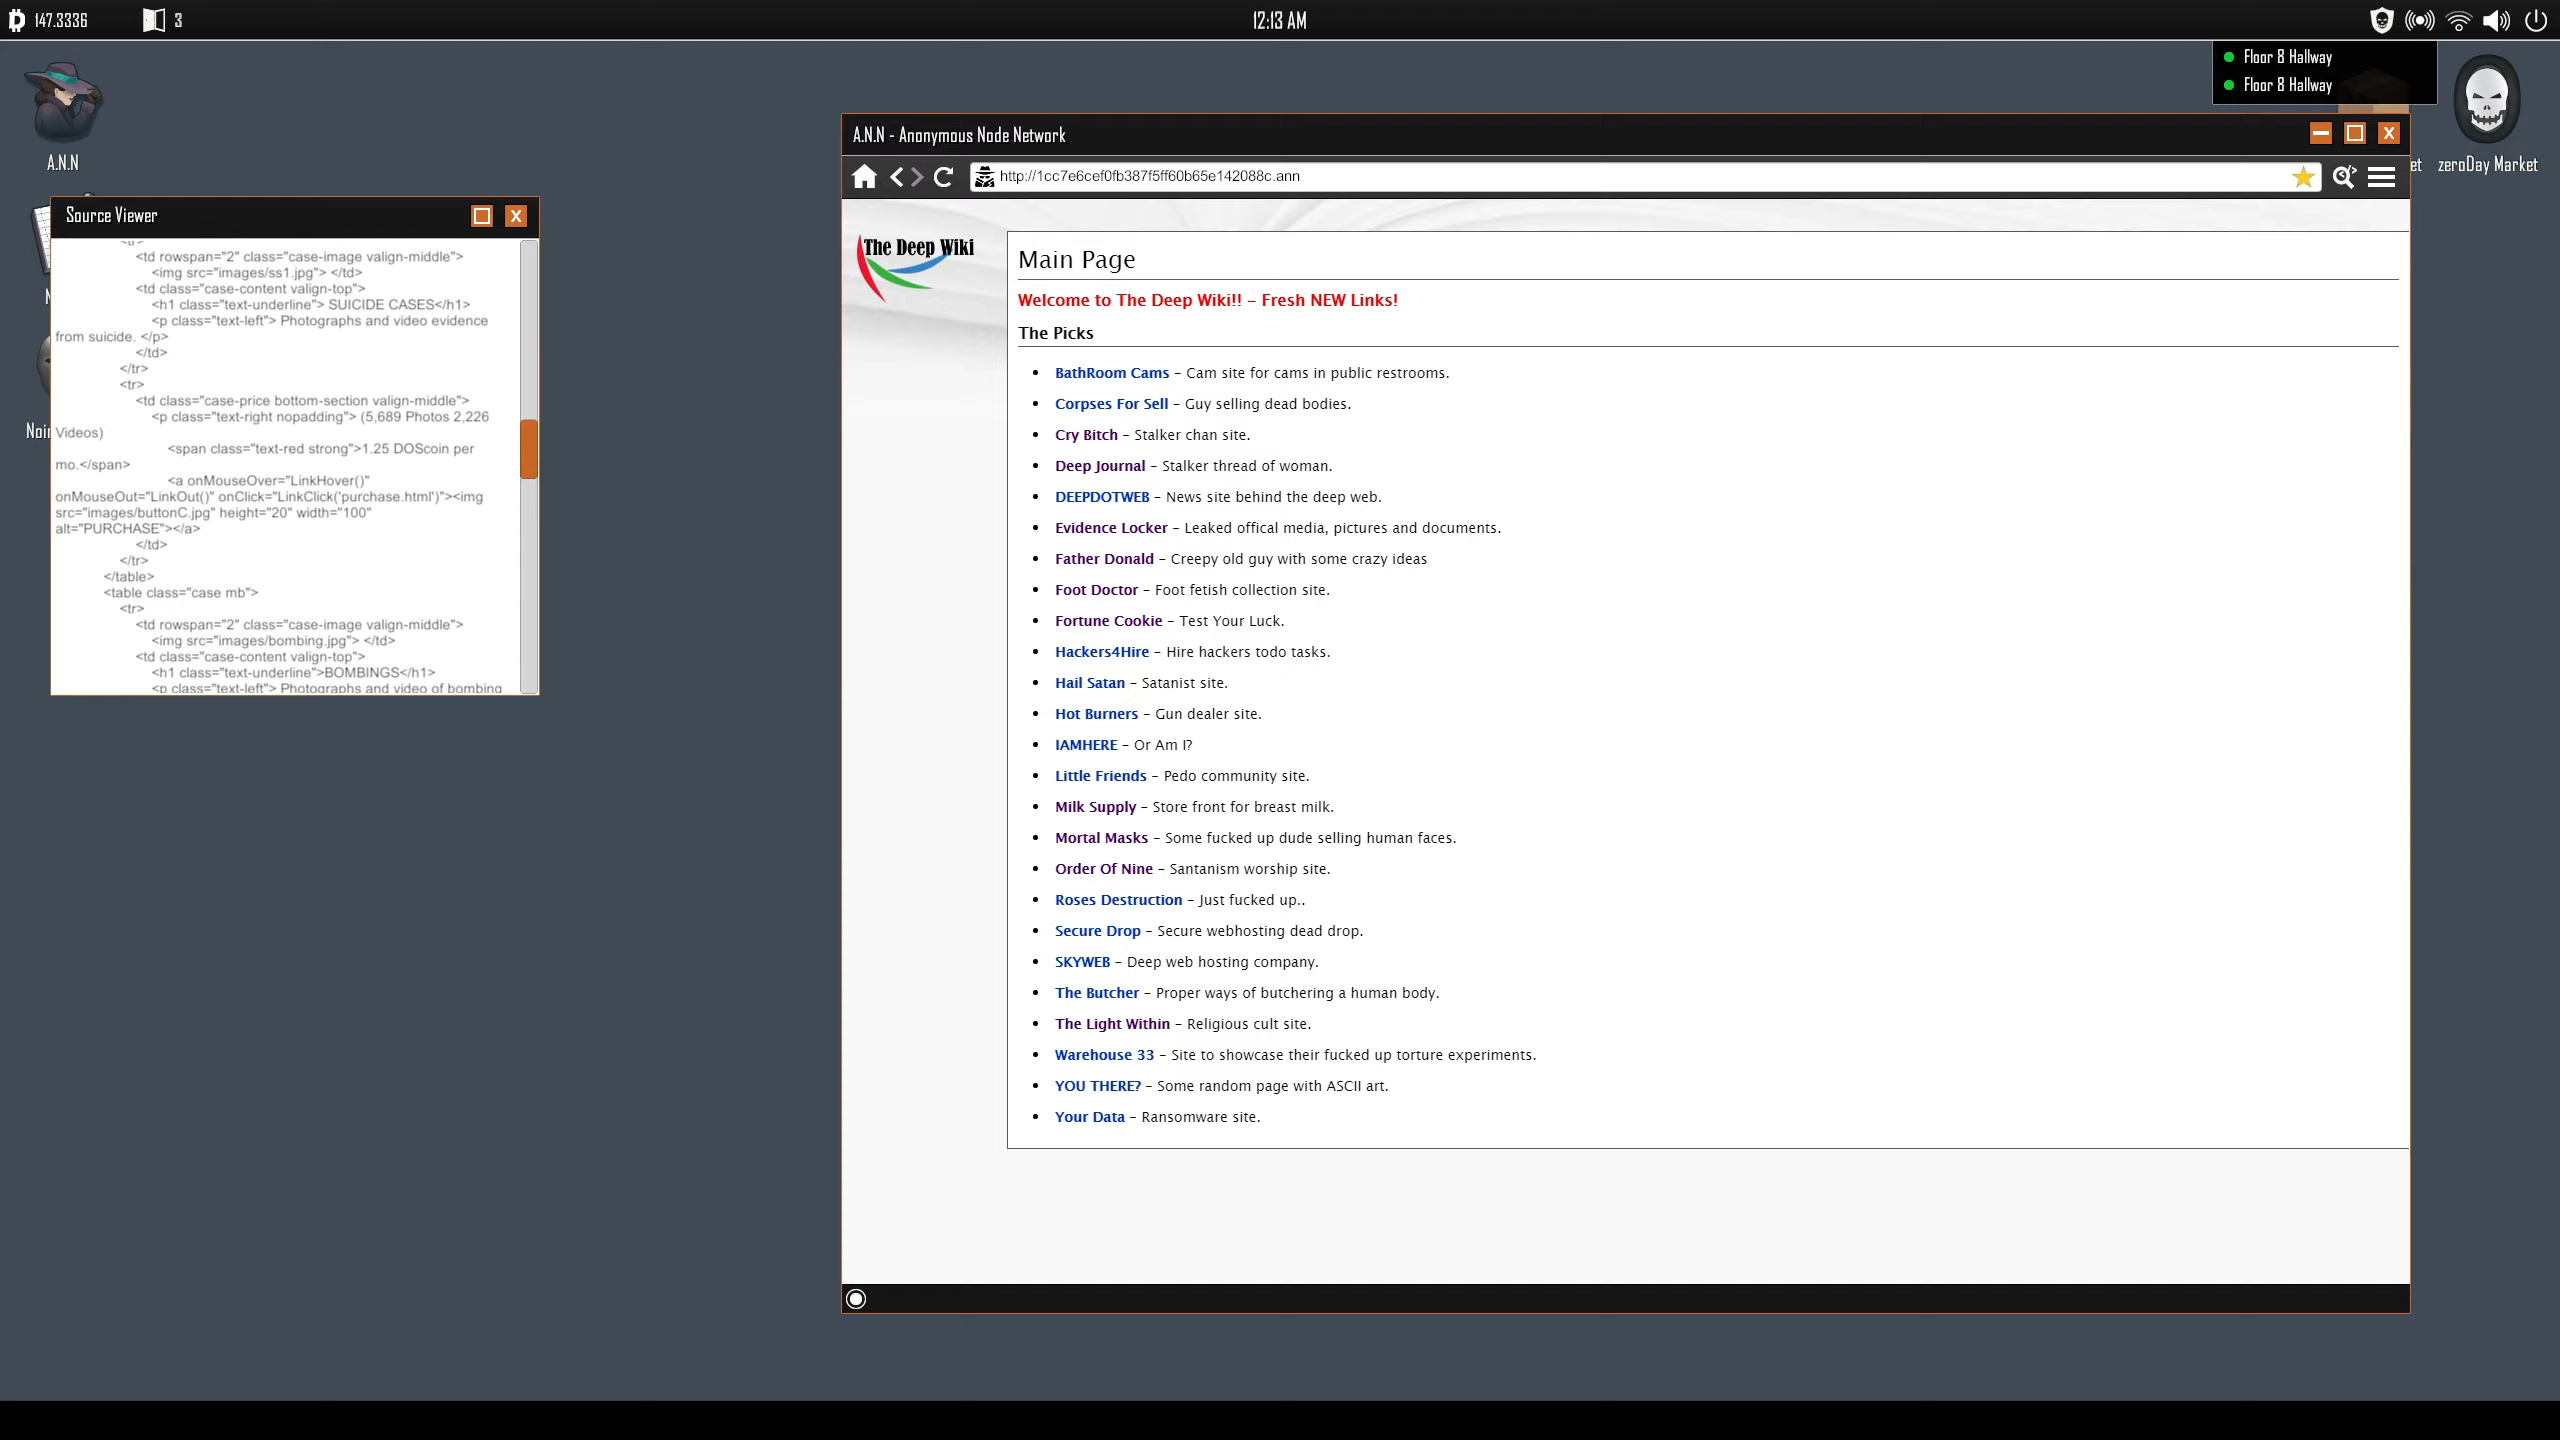 147.3336
3
12:13 AM
Floor 8 Hallway
Floor 8 Hallway
A.N.N
zeroDay Market
A.N.N - Anonymous Node Network
http://1cc7e6cef0fb387f5ff60b65e142088c.ann
Source Viewer
<tr>
<td rowspan="2" class="case-image valign-middle">
<img src="images/ss1.jpg"> </td>
<td class="case-content valign-top">
<h1 class="text-underline"> SUICIDE CASES</h1>
<p class="text-left"> Photographs and video evidence
from suicide. </p>
</td>
</tr>
<tr>
<td class="case-price bottom-section valign-middle">
<p class="text-right nopadding"> (5,689 Photos 2,226
Videos)
<span class="text-red strong">1.25 DOScoin per
mo.</span>
<a onMouseOver="LinkHover()"
onMouseOut="LinkOut()" onClick="LinkClick('purchase.html')"><img
src="images/buttonC.jpg" height="20" width="100"
alt="PURCHASE"></a>
</td>
</tr>
</table>
<table class="case mb">
<tr>
<td rowspan="2" class="case-image valign-middle">
<img src="images/bombing.jpg"> </td>
<td class="case-content valign-top">
<h1 class="text-underline">BOMBINGS</h1>
<p class="text-left"> Photographs and video of bombing
The Deep Wiki
Main Page
Welcome to The Deep Wiki!! – Fresh NEW Links!
The Picks
• BathRoom Cams – Cam site for cams in public restrooms.
• Corpses For Sell – Guy selling dead bodies.
• Cry Bitch – Stalker chan site.
• Deep Journal – Stalker thread of woman.
• DEEPDOTWEB – News site behind the deep web.
• Evidence Locker – Leaked offical media, pictures and documents.
• Father Donald – Creepy old guy with some crazy ideas
• Foot Doctor – Foot fetish collection site.
• Fortune Cookie – Test Your Luck.
• Hackers4Hire – Hire hackers todo tasks.
• Hail Satan – Satanist site.
• Hot Burners – Gun dealer site.
• IAMHERE – Or Am I?
• Little Friends – Pedo community site.
• Milk Supply – Store front for breast milk.
• Mortal Masks – Some fucked up dude selling human faces.
• Order Of Nine – Santanism worship site.
• Roses Destruction – Just fucked up..
• Secure Drop – Secure webhosting dead drop.
• SKYWEB – Deep web hosting company.
• The Butcher – Proper ways of butchering a human body.
• The Light Within – Religious cult site.
• Warehouse 33 – Site to showcase their fucked up torture experiments.
• YOU THERE? – Some random page with ASCII art.
• Your Data – Ransomware site.